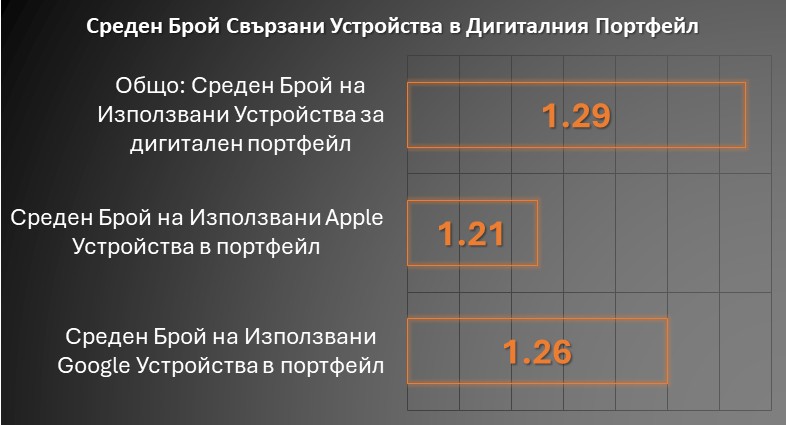 Среден Брой Свързани Устройства в Дигиталния Портфейл
Общо: Среден Брой на
Използвани Устройства за
дигитален портфейл
1.29
Среден Брой на Използвани Apple
Устройства в портфейл
1.21
Среден Брой на Използвани
Google Устройства в портфейл
1.26